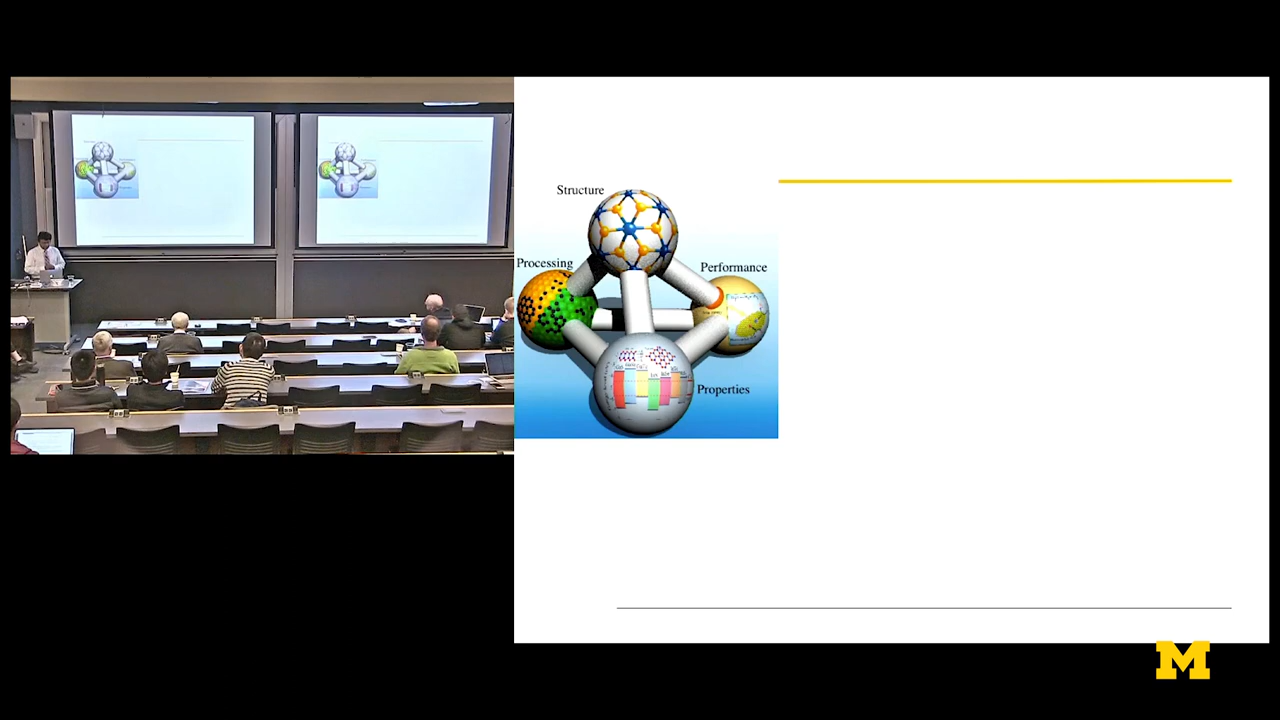 Structure
Processing
Performance
Properties
M